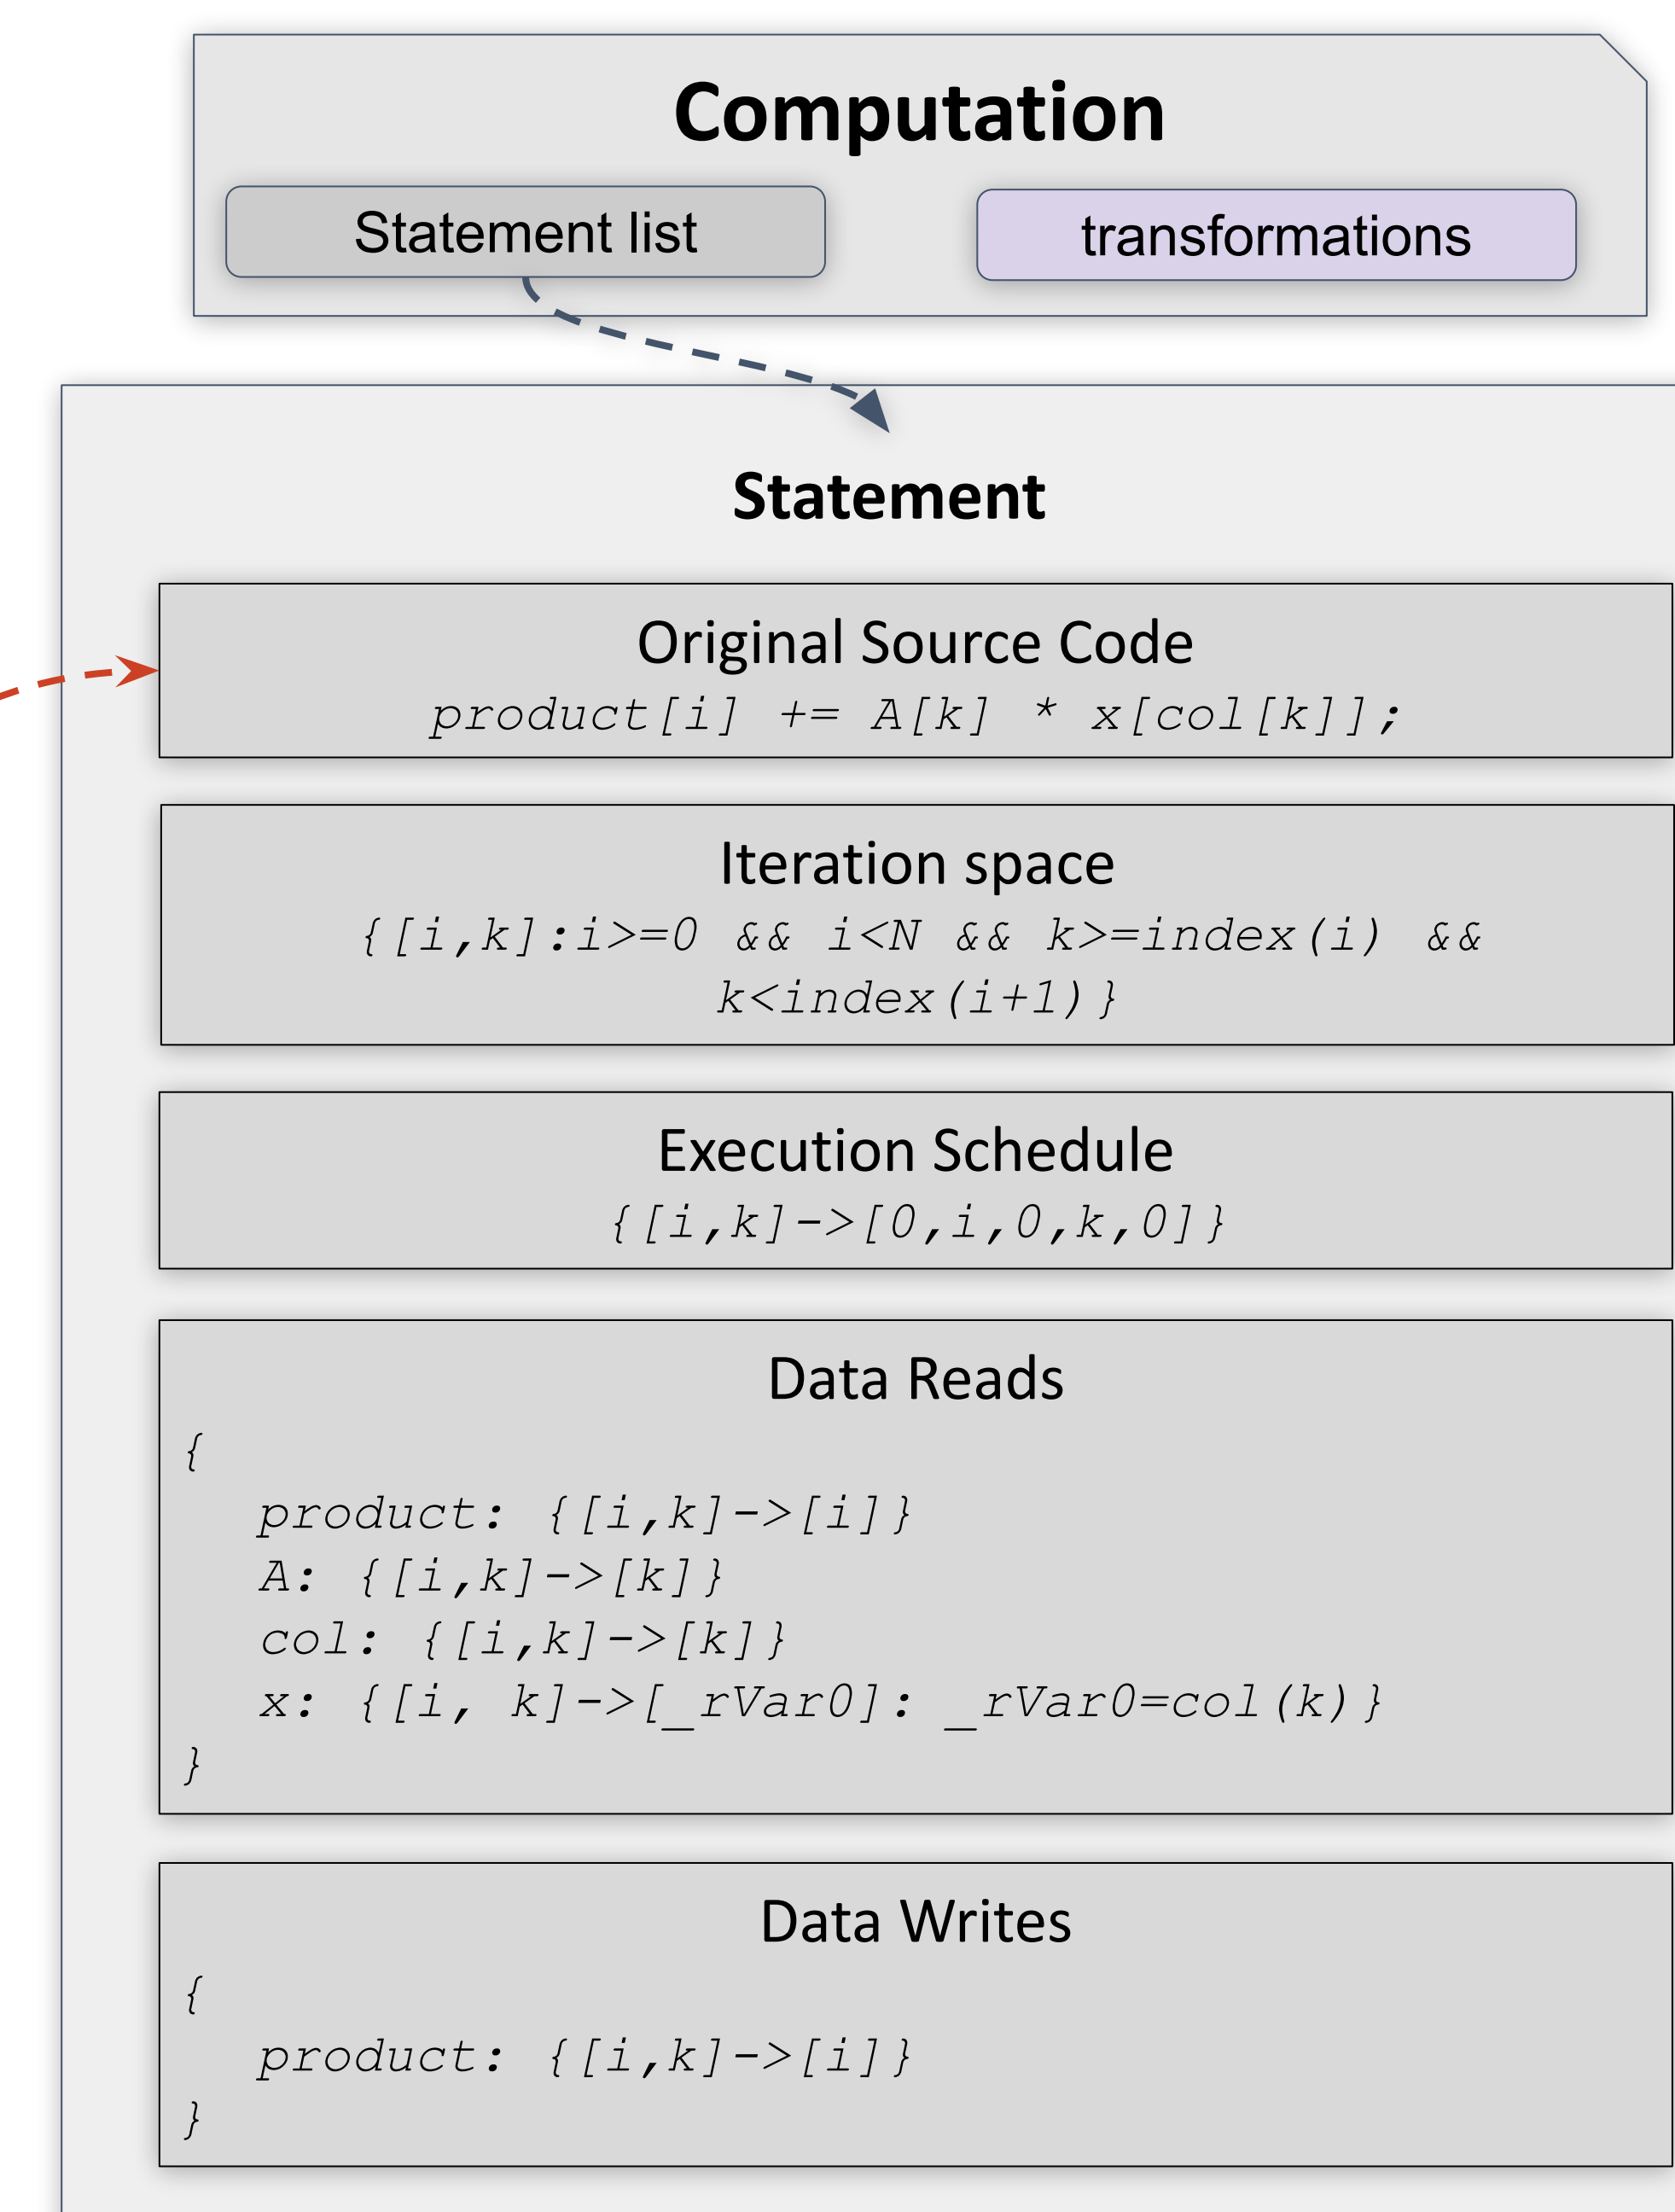 Computation
Statement list
transformations
Statement
Original Source Code
product[i] += A[k] * x[col[k]];
Iteration space
{[i,k]:i>=0 && i<N && k>=index(i) &&
k<index(i+1)}
Execution Schedule
{[i,k]->[0,i,0,k,0]}
Data Reads
{
product: {[i,k]->[i]}
A: {[i,k]->[k]}
col: {[i,k]->[k]}
x: {[i, k]->[_rVar0]: _rVar0=col(k)}
}
Data Writes
{
product: {[i,k]->[i]}
}